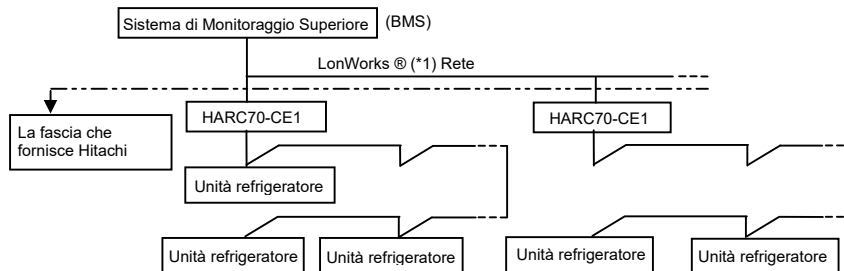 Sistema di Monitoraggio Superiore (BMS)
LonWorks ® (*1) Rete
HARC70-CE1 HARC70-CE1
La fascia che
fornisce Hitachi
Unità refrigeratore
Unità refrigeratore Unità refrigeratore Unità refrigeratore Unità refrigeratore